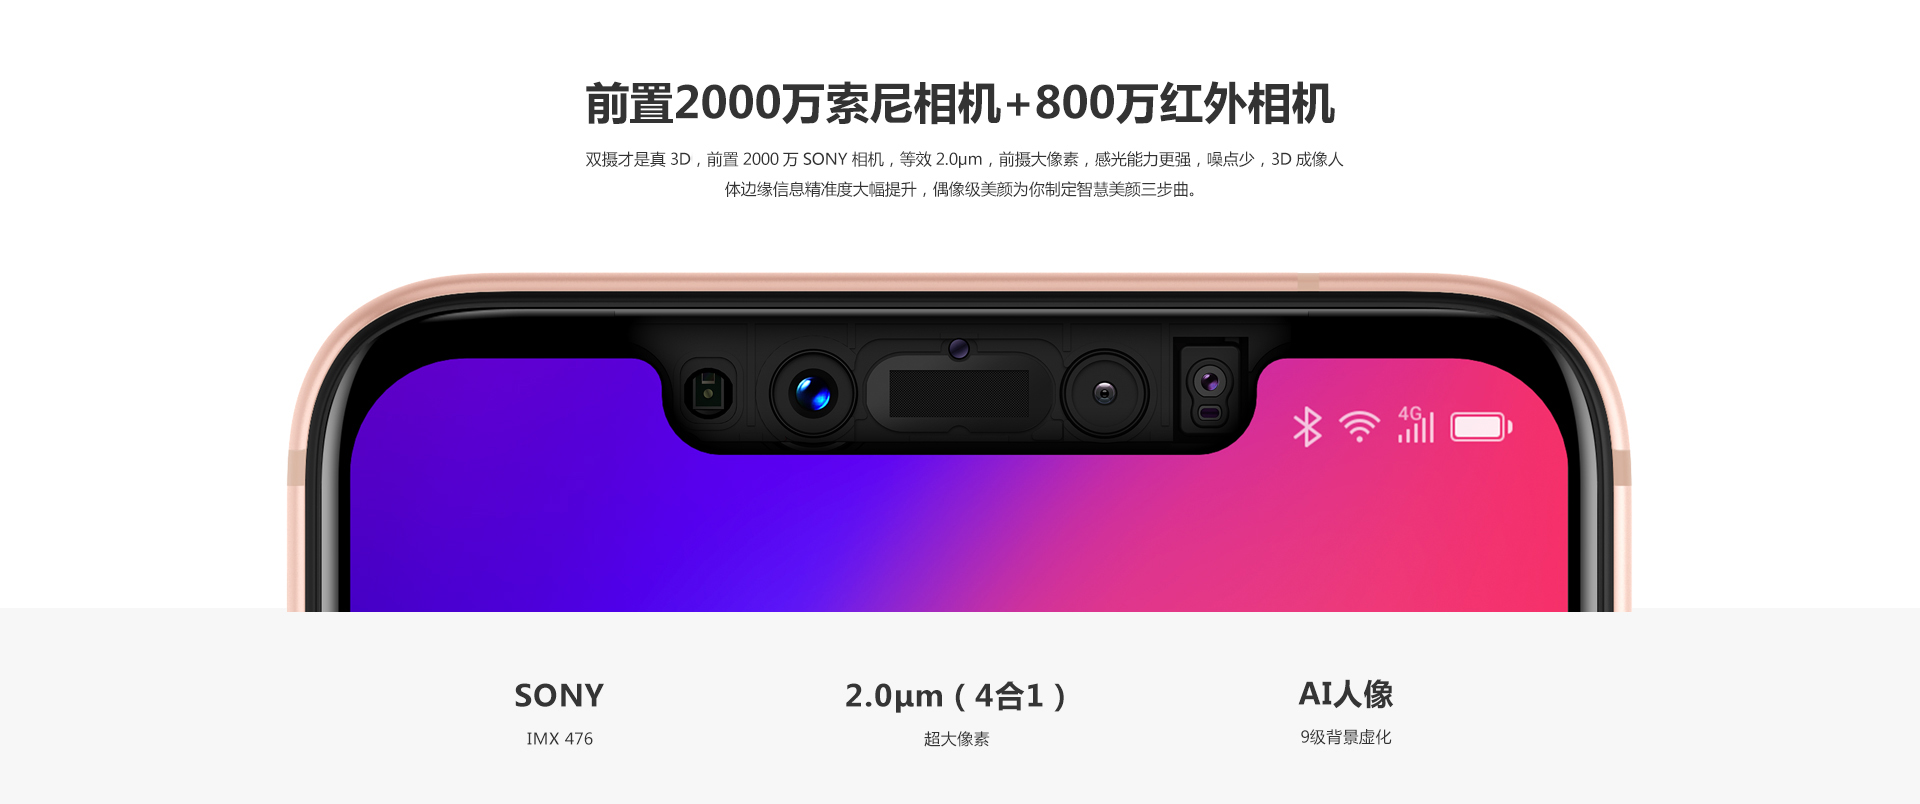 前置2000万索尼相机+800万红外相机
双摄才是真 3D，前置 2000 万 SONY 相机，等效 2.0μm，前摄大像素，感光能力更强，噪点少，3D 成像人
体边缘信息精准度大幅提升，偶像级美颜为你制定智慧美颜三步曲。
4G
SONY
IMX 476
2.0μm（4合1）
超大像素
AI人像
9级背景虚化